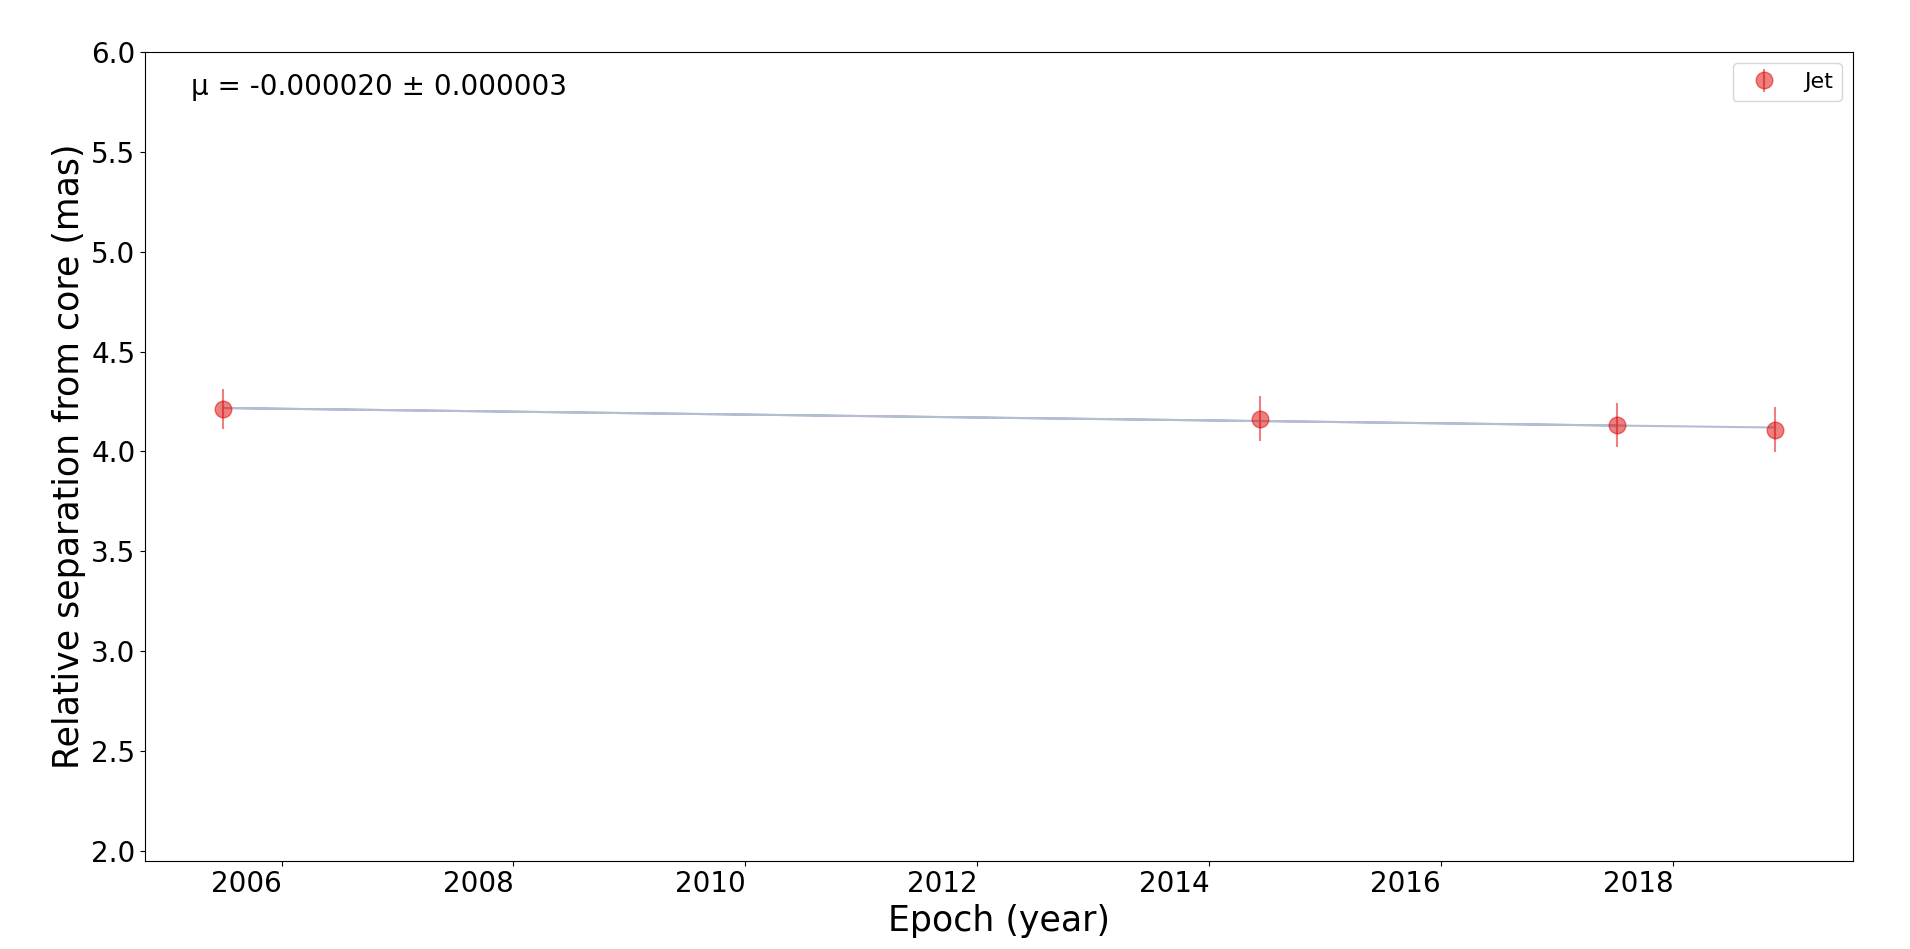 μ = -0.000020 ± 0.000003
Jet
Relative separation from core (mas)
6.0
5.5
5.0
4.5
4.0
3.5
3.0
2.5
2.0
2006 2008 2010 2012 2014 2016 2018
Epoch (year)